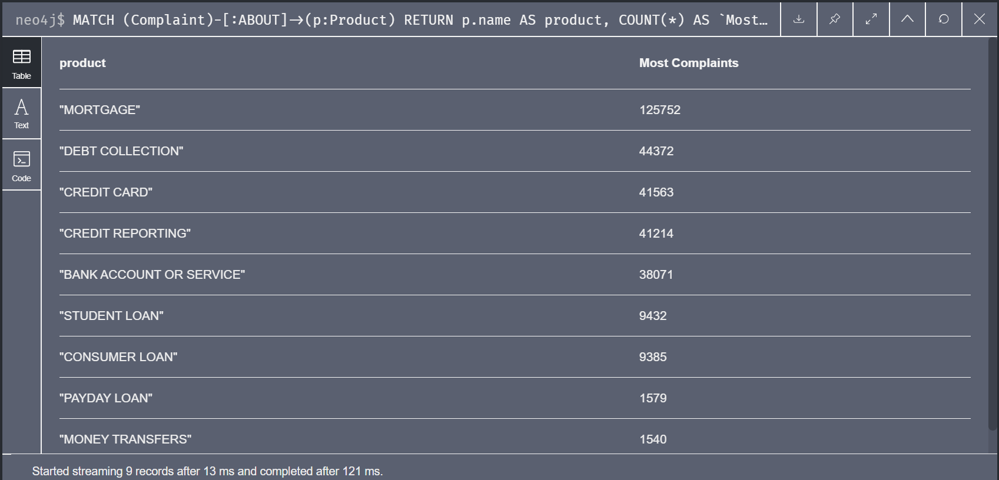 neo4j$ MATCH (Complaint)-[:ABOUT]→(p:Product) RETURN p.name AS product, COUNT(*) AS `Most…
Table
Text
Code
product Most Complaints
"MORTGAGE" 125752
"DEBT COLLECTION" 44372
"CREDIT CARD" 41563
"CREDIT REPORTING" 41214
"BANK ACCOUNT OR SERVICE" 38071
"STUDENT LOAN" 9432
"CONSUMER LOAN" 9385
"PAYDAY LOAN" 1579
"MONEY TRANSFERS" 1540
Started streaming 9 records after 13 ms and completed after 121 ms.